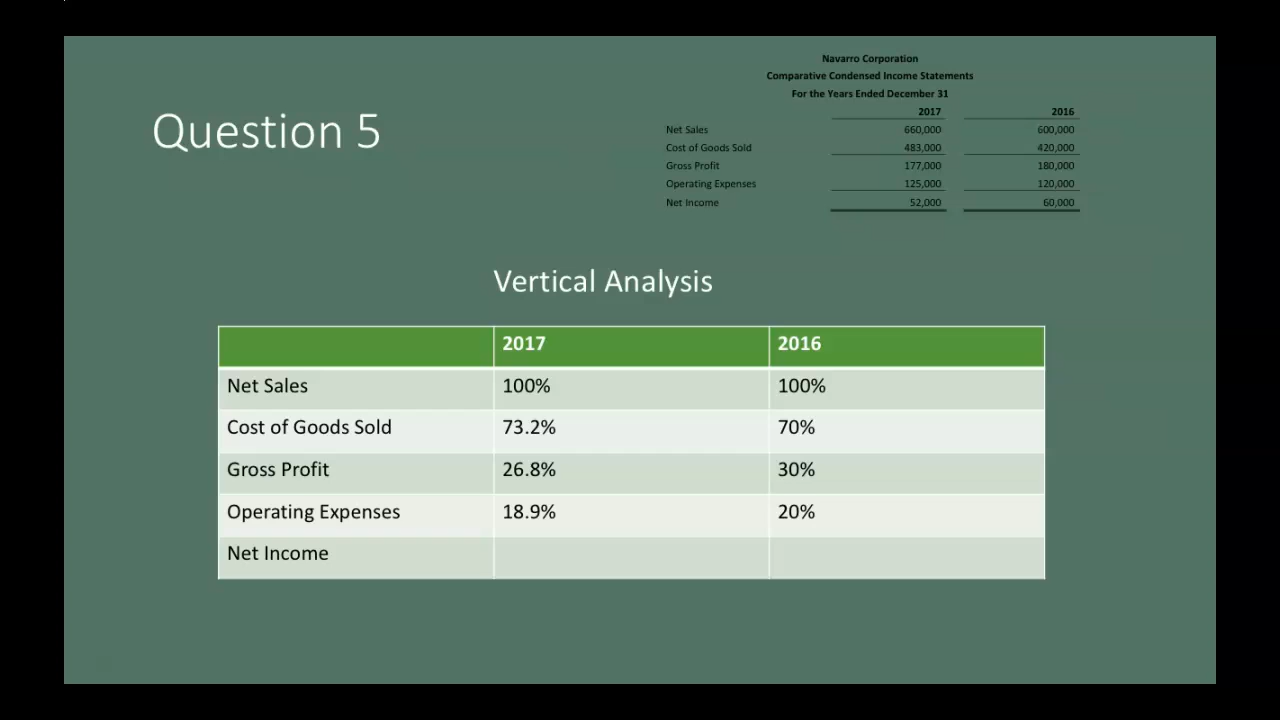 Navarro Corporation
Comparative Condensed Income Statements
For the Years Ended December 31
Question 5
2017 2016
Net Sales 660,000 600,000
Cost of Goods Sold 483,000 420,000
Gross Profit 177,000 180,000
Operating Expenses 125,000 120,000
Net Income 52,000 60,000
Vertical Analysis
2017 2016
Net Sales 100% 100%
Cost of Goods Sold 73.2% 70%
Gross Profit 26.8% 30%
Operating Expenses 18.9% 20%
Net Income